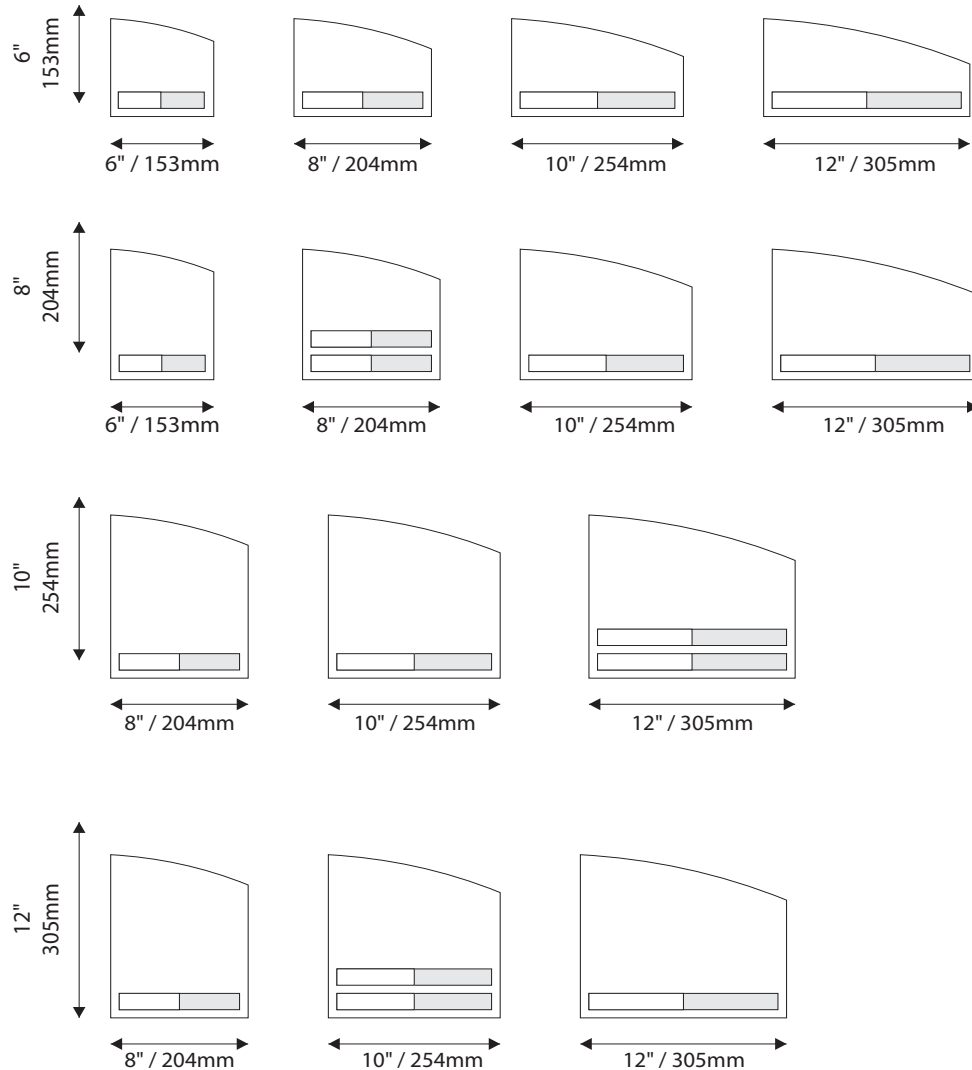 6"
153mm
6" / 153mm
8" / 204mm
10" / 254mm
12" / 305mm
8"
204mm
6" / 153mm
8" / 204mm
10" / 254mm
12" / 305mm
10"
254mm
8" / 204mm
10" / 254mm
12" / 305mm
12"
305mm
8" / 204mm
10" / 254mm
12" / 305mm